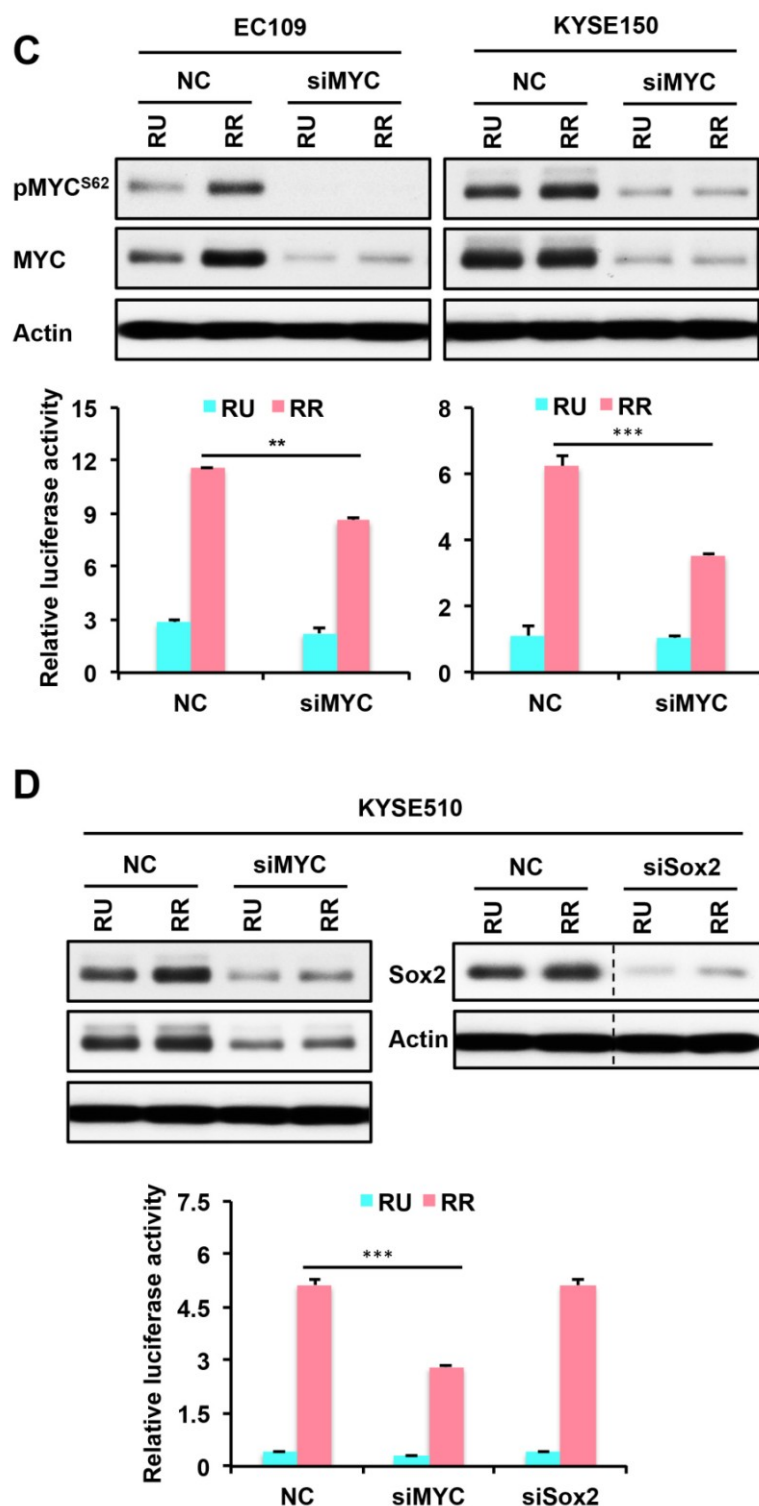 C
EC109
KYSE150
NC siMYC NC siMYC
RU RR RU RR RU RR RU RR
pMYCS62
MYC
Actin
RU RR
RU RR
Relative luciferase activity
15
12
9
6
3
0
**
NC siMYC
8
6
4
2
0
***
NC siMYC
D
KYSE510
NC siMYC NC siSox2
RU RR RU RR RU RR RU RR
Sox2
Actin
RU RR
Relative luciferase activity
7.5
6
4.5
3
1.5
0
***
NC siMYC siSox2